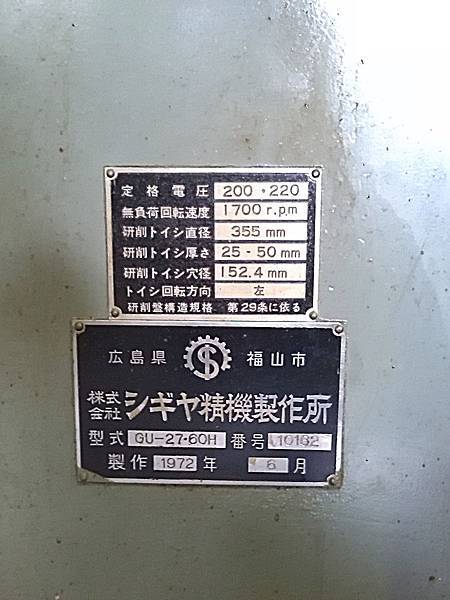 定格電圧 200・220
無負荷回転速度 1700 r.p.m
研削トイシ直径 355 mm
研削トイシ厚さ 25-50 mm
研削トイシ穴径 152.4 mm
トイシ回転方向 左
研削盤構造規格 第29条に依る
広島県 S 福山市
株式会社 シギヤ精機製作所
型式 GU-27・60H 番号 10162
製作 1972年 6月